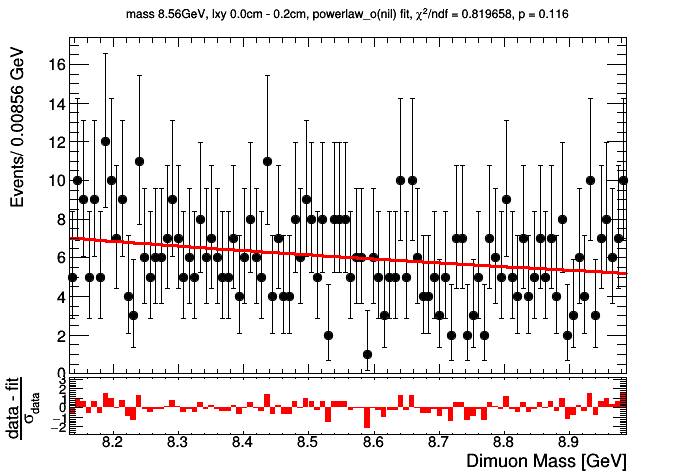 mass 8.56GeV, lxy 0.0cm - 0.2cm, powerlaw_o(nil) fit, χ²/ndf = 0.819658, p = 0.116
Events/ 0.00856 GeV
16
14
12
10
8
6
4
2
0
data - fit
σdata
3
2
1
0
−1
−2
8.2 8.3 8.4 8.5 8.6 8.7 8.8 8.9
Dimuon Mass [GeV]